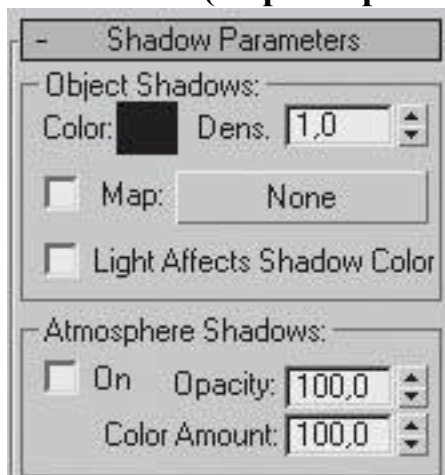 - Shadow Parameters
Object Shadows:
Color: Dens. 1,0
Map: None
Light Affects Shadow Color
Atmosphere Shadows:
On Opacity: 100,0
Color Amount: 100,0